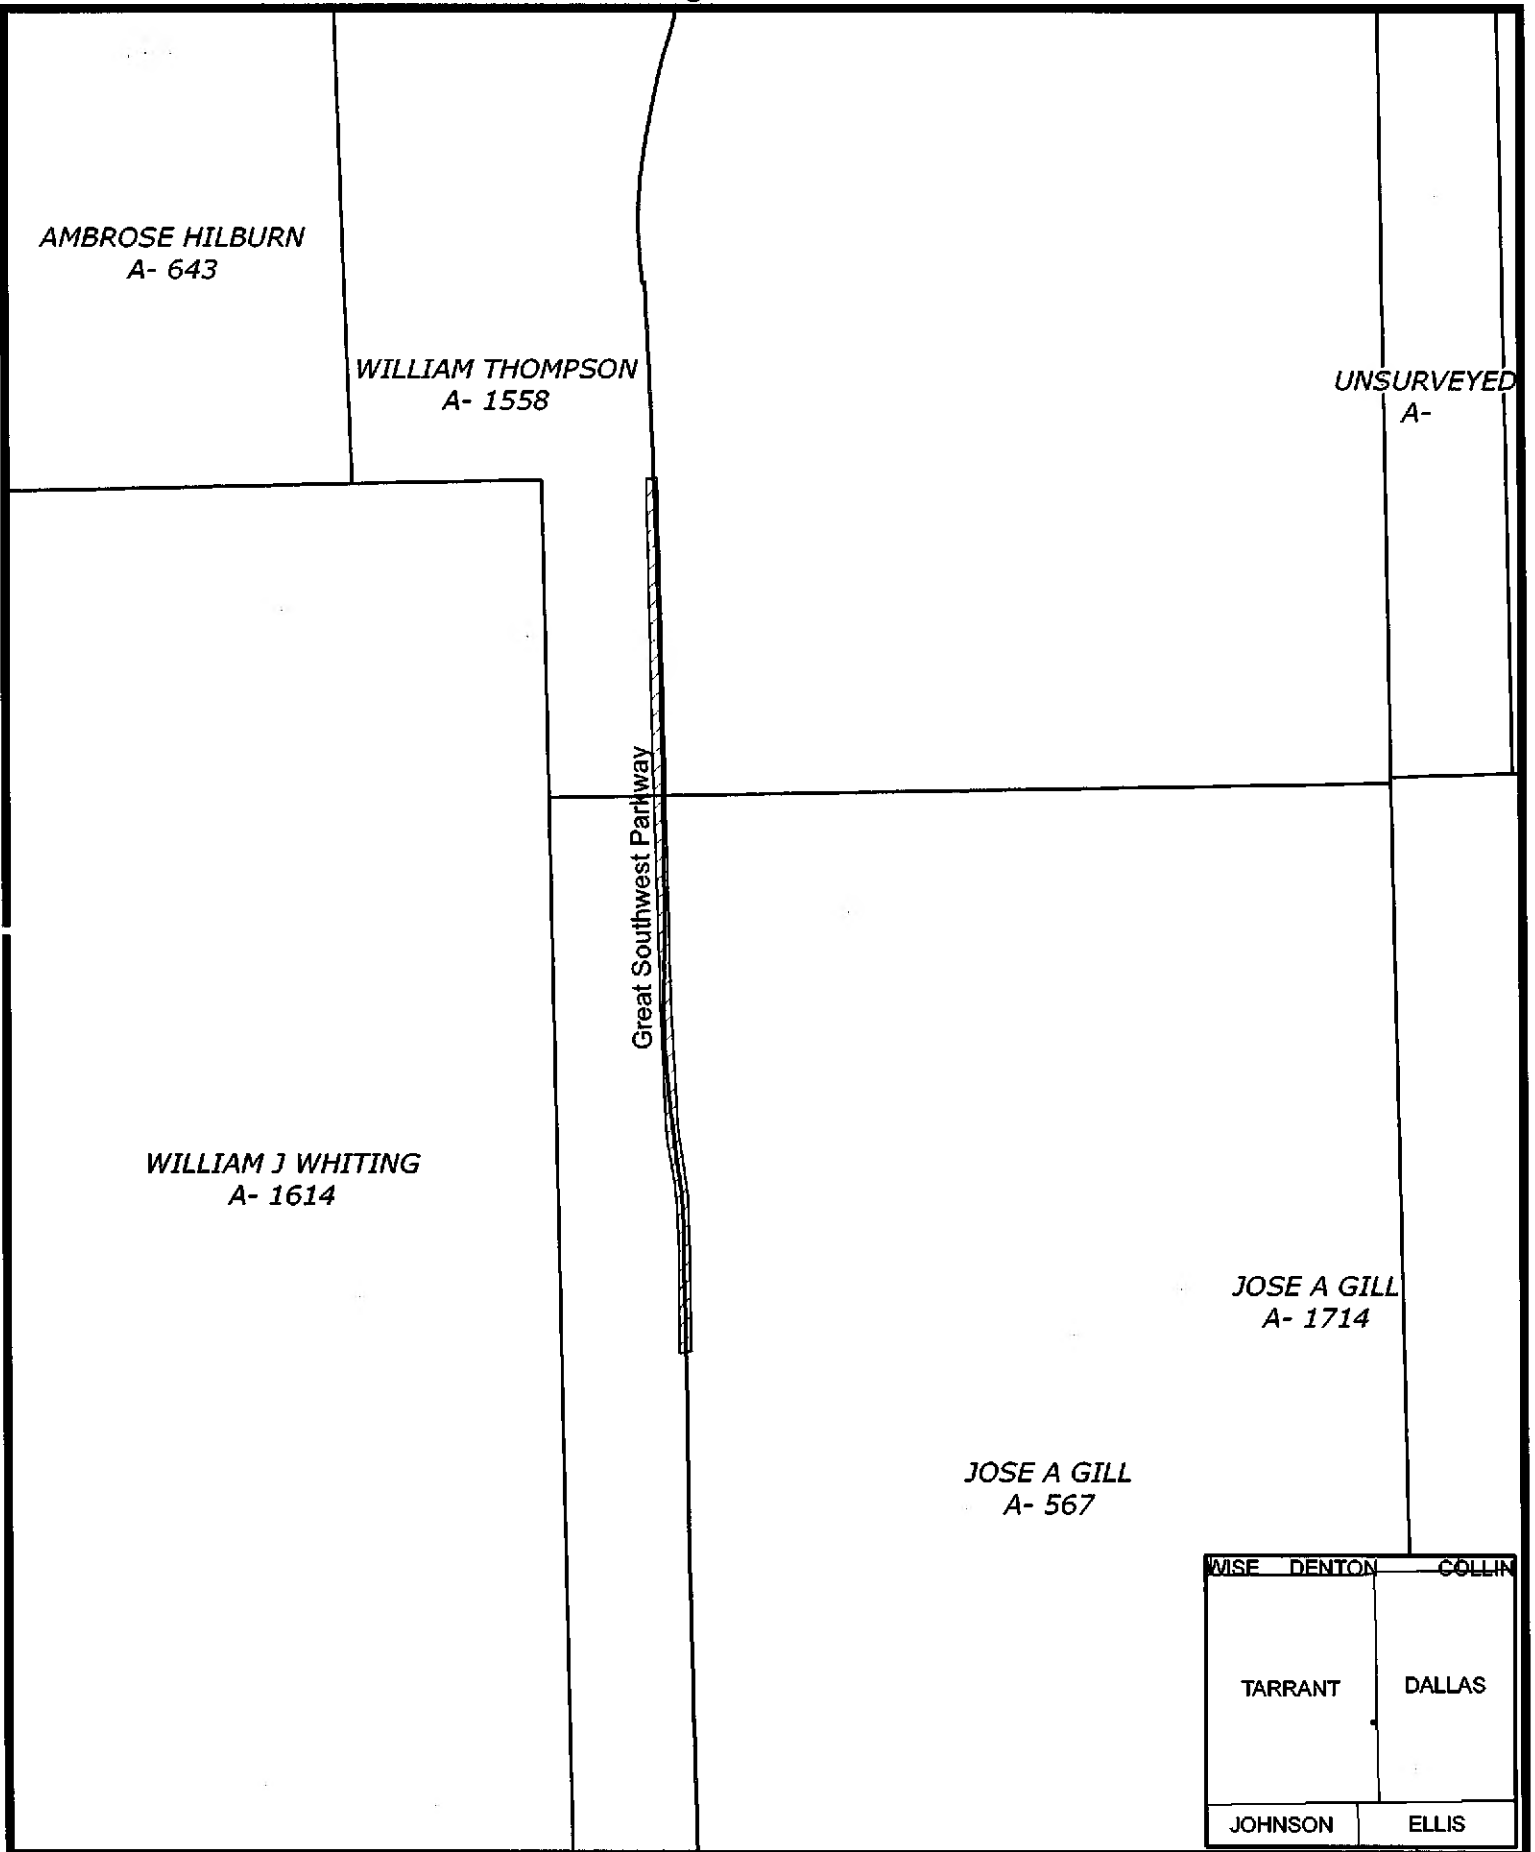 AMBROSE HILBURN
A- 643
WILLIAM THOMPSON
A- 1558
UNSURVEYED
A-
Great Southwest Parkway
WILLIAM J WHITING
A- 1614
JOSE A GILL
A- 1714
JOSE A GILL
A- 567
WISE DENTON COLLIN
TARRANT DALLAS
JOHNSON ELLIS